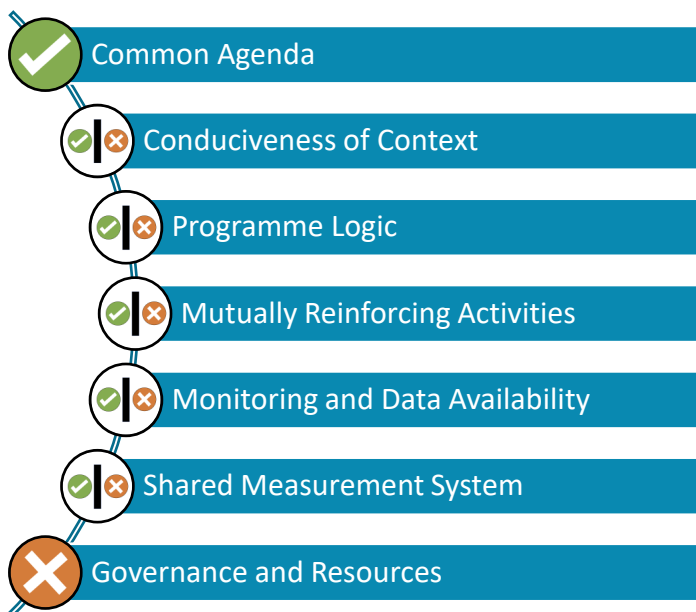 Common Agenda
Conduciveness of Context
Programme Logic
Mutually Reinforcing Activities
Monitoring and Data Availability
Shared Measurement System
Governance and Resources